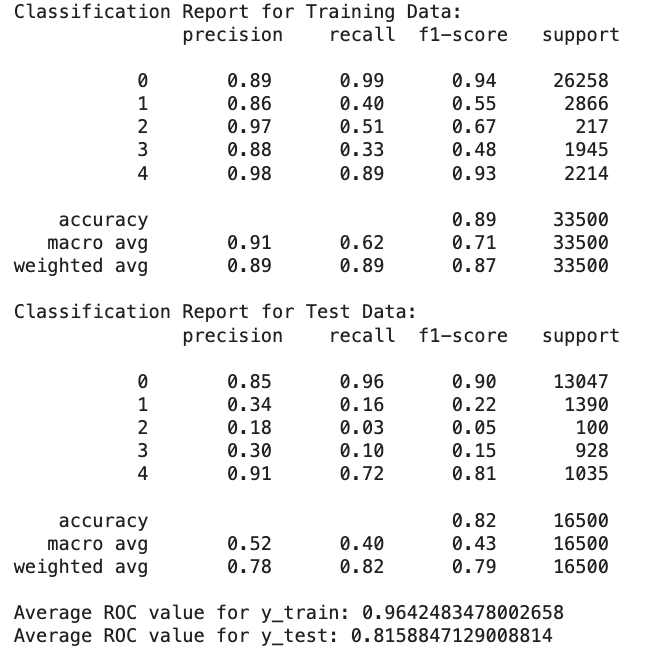 Classification Report for Training Data:
precision recall f1-score support
0 0.89 0.99 0.94 26258
1 0.86 0.40 0.55 2866
2 0.97 0.51 0.67 217
3 0.88 0.33 0.48 1945
4 0.98 0.89 0.93 2214
accuracy 0.89 33500
macro avg 0.91 0.62 0.71 33500
weighted avg 0.89 0.89 0.87 33500
Classification Report for Test Data:
precision recall f1-score support
0 0.85 0.96 0.90 13047
1 0.34 0.16 0.22 1390
2 0.18 0.03 0.05 100
3 0.30 0.10 0.15 928
4 0.91 0.72 0.81 1035
accuracy 0.82 16500
macro avg 0.52 0.40 0.43 16500
weighted avg 0.78 0.82 0.79 16500
Average ROC value for y_train: 0.9642483478002658
Average ROC value for y_test: 0.8158847129008814